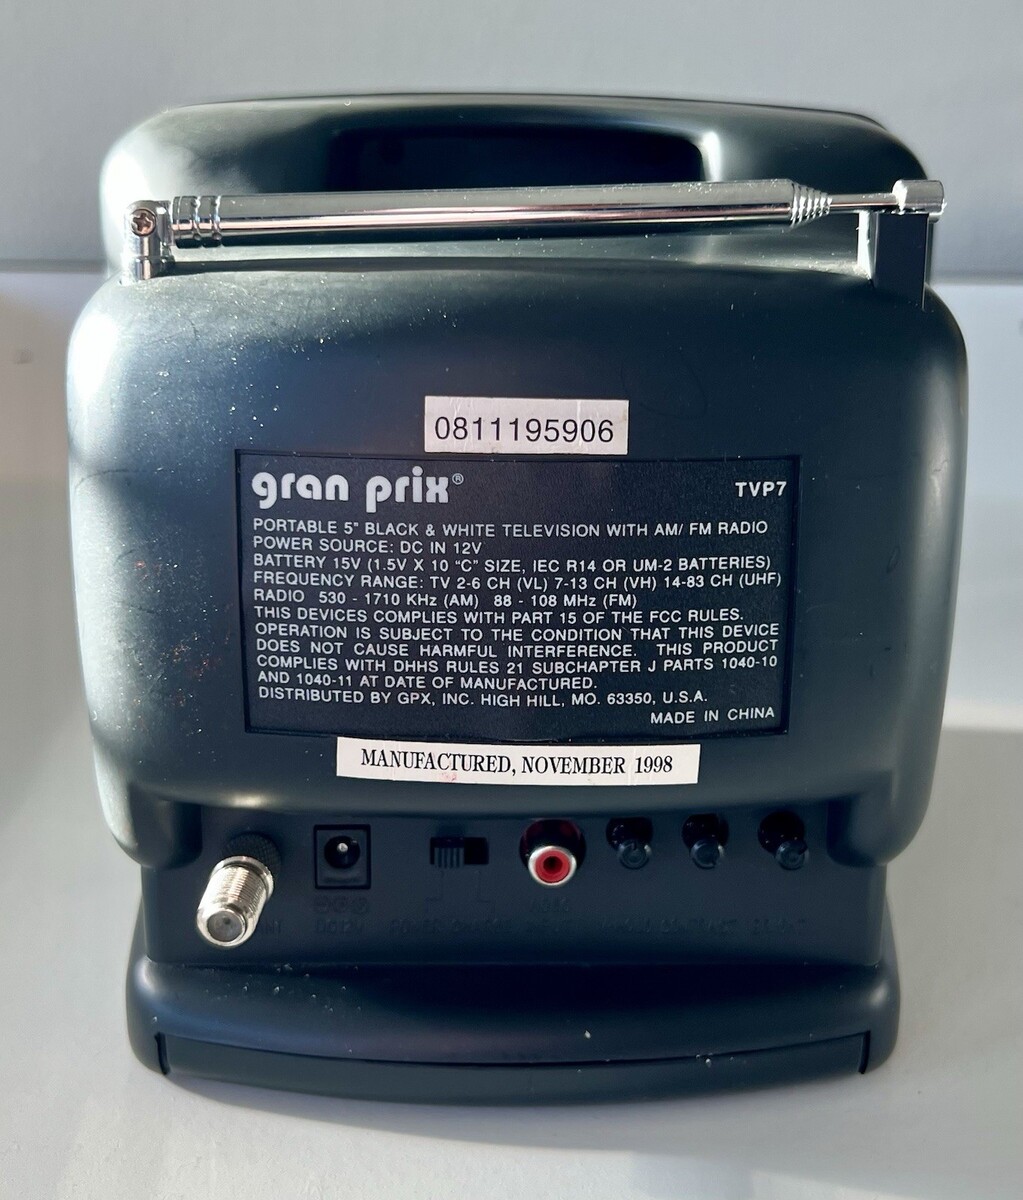 0811195906
gran prix®
TVP7
PORTABLE 5" BLACK & WHITE TELEVISION WITH AM/ FM RADIO
POWER SOURCE: DC IN 12V
BATTERY 15V (1.5V X 10 "C" SIZE, IEC R14 OR UM-2 BATTERIES)
FREQUENCY RANGE: TV 2-6 CH (VL) 7-13 CH (VH) 14-83 CH (UHF)
RADIO 530 - 1710 KHz (AM) 88 - 108 MHz (FM)
THIS DEVICES COMPLIES WITH PART 15 OF THE FCC RULES.
OPERATION IS SUBJECT TO THE CONDITION THAT THIS DEVICE
DOES NOT CAUSE HARMFUL INTERFERENCE. THIS PRODUCT
COMPLIES WITH DHHS RULES 21 SUBCHAPTER J PARTS 1040-10
AND 1040-11 AT DATE OF MANUFACTURED.
DISTRIBUTED BY GPX, INC. HIGH HILL, MO. 63350, U.S.A.
MADE IN CHINA
MANUFACTURED, NOVEMBER 1998
DC12V